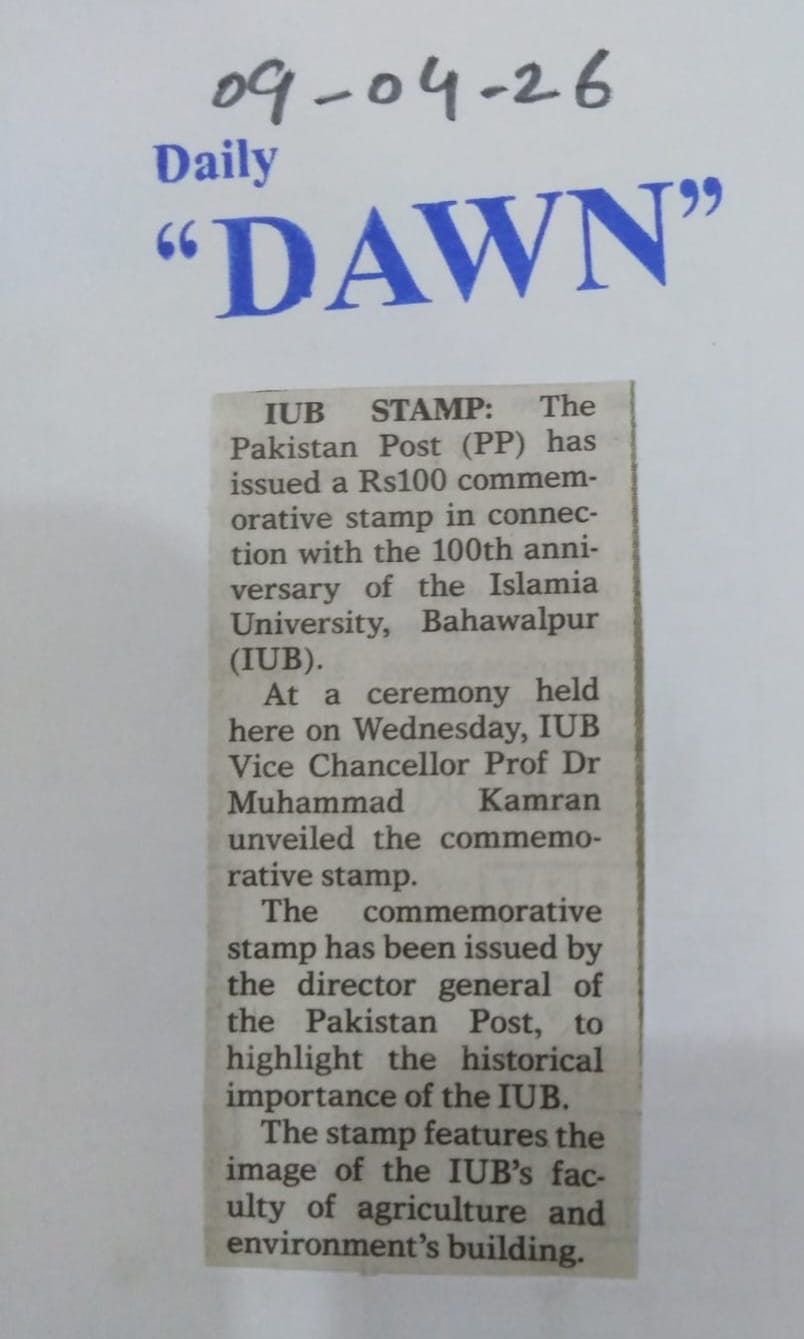 09-04-26
Daily
“DAWN”
IUB STAMP: The
Pakistan Post (PP) has
issued a Rs100 commem-
orative stamp in connec-
tion with the 100th anni-
versary of the Islamia
University, Bahawalpur
(IUB).
At a ceremony held
here on Wednesday, IUB
Vice Chancellor Prof Dr
Muhammad Kamran
unveiled the commemo-
rative stamp.
The commemorative
stamp has been issued by
the director general of
the Pakistan Post, to
highlight the historical
importance of the IUB.
The stamp features the
image of the IUB’s fac-
ulty of agriculture and
environment’s building.